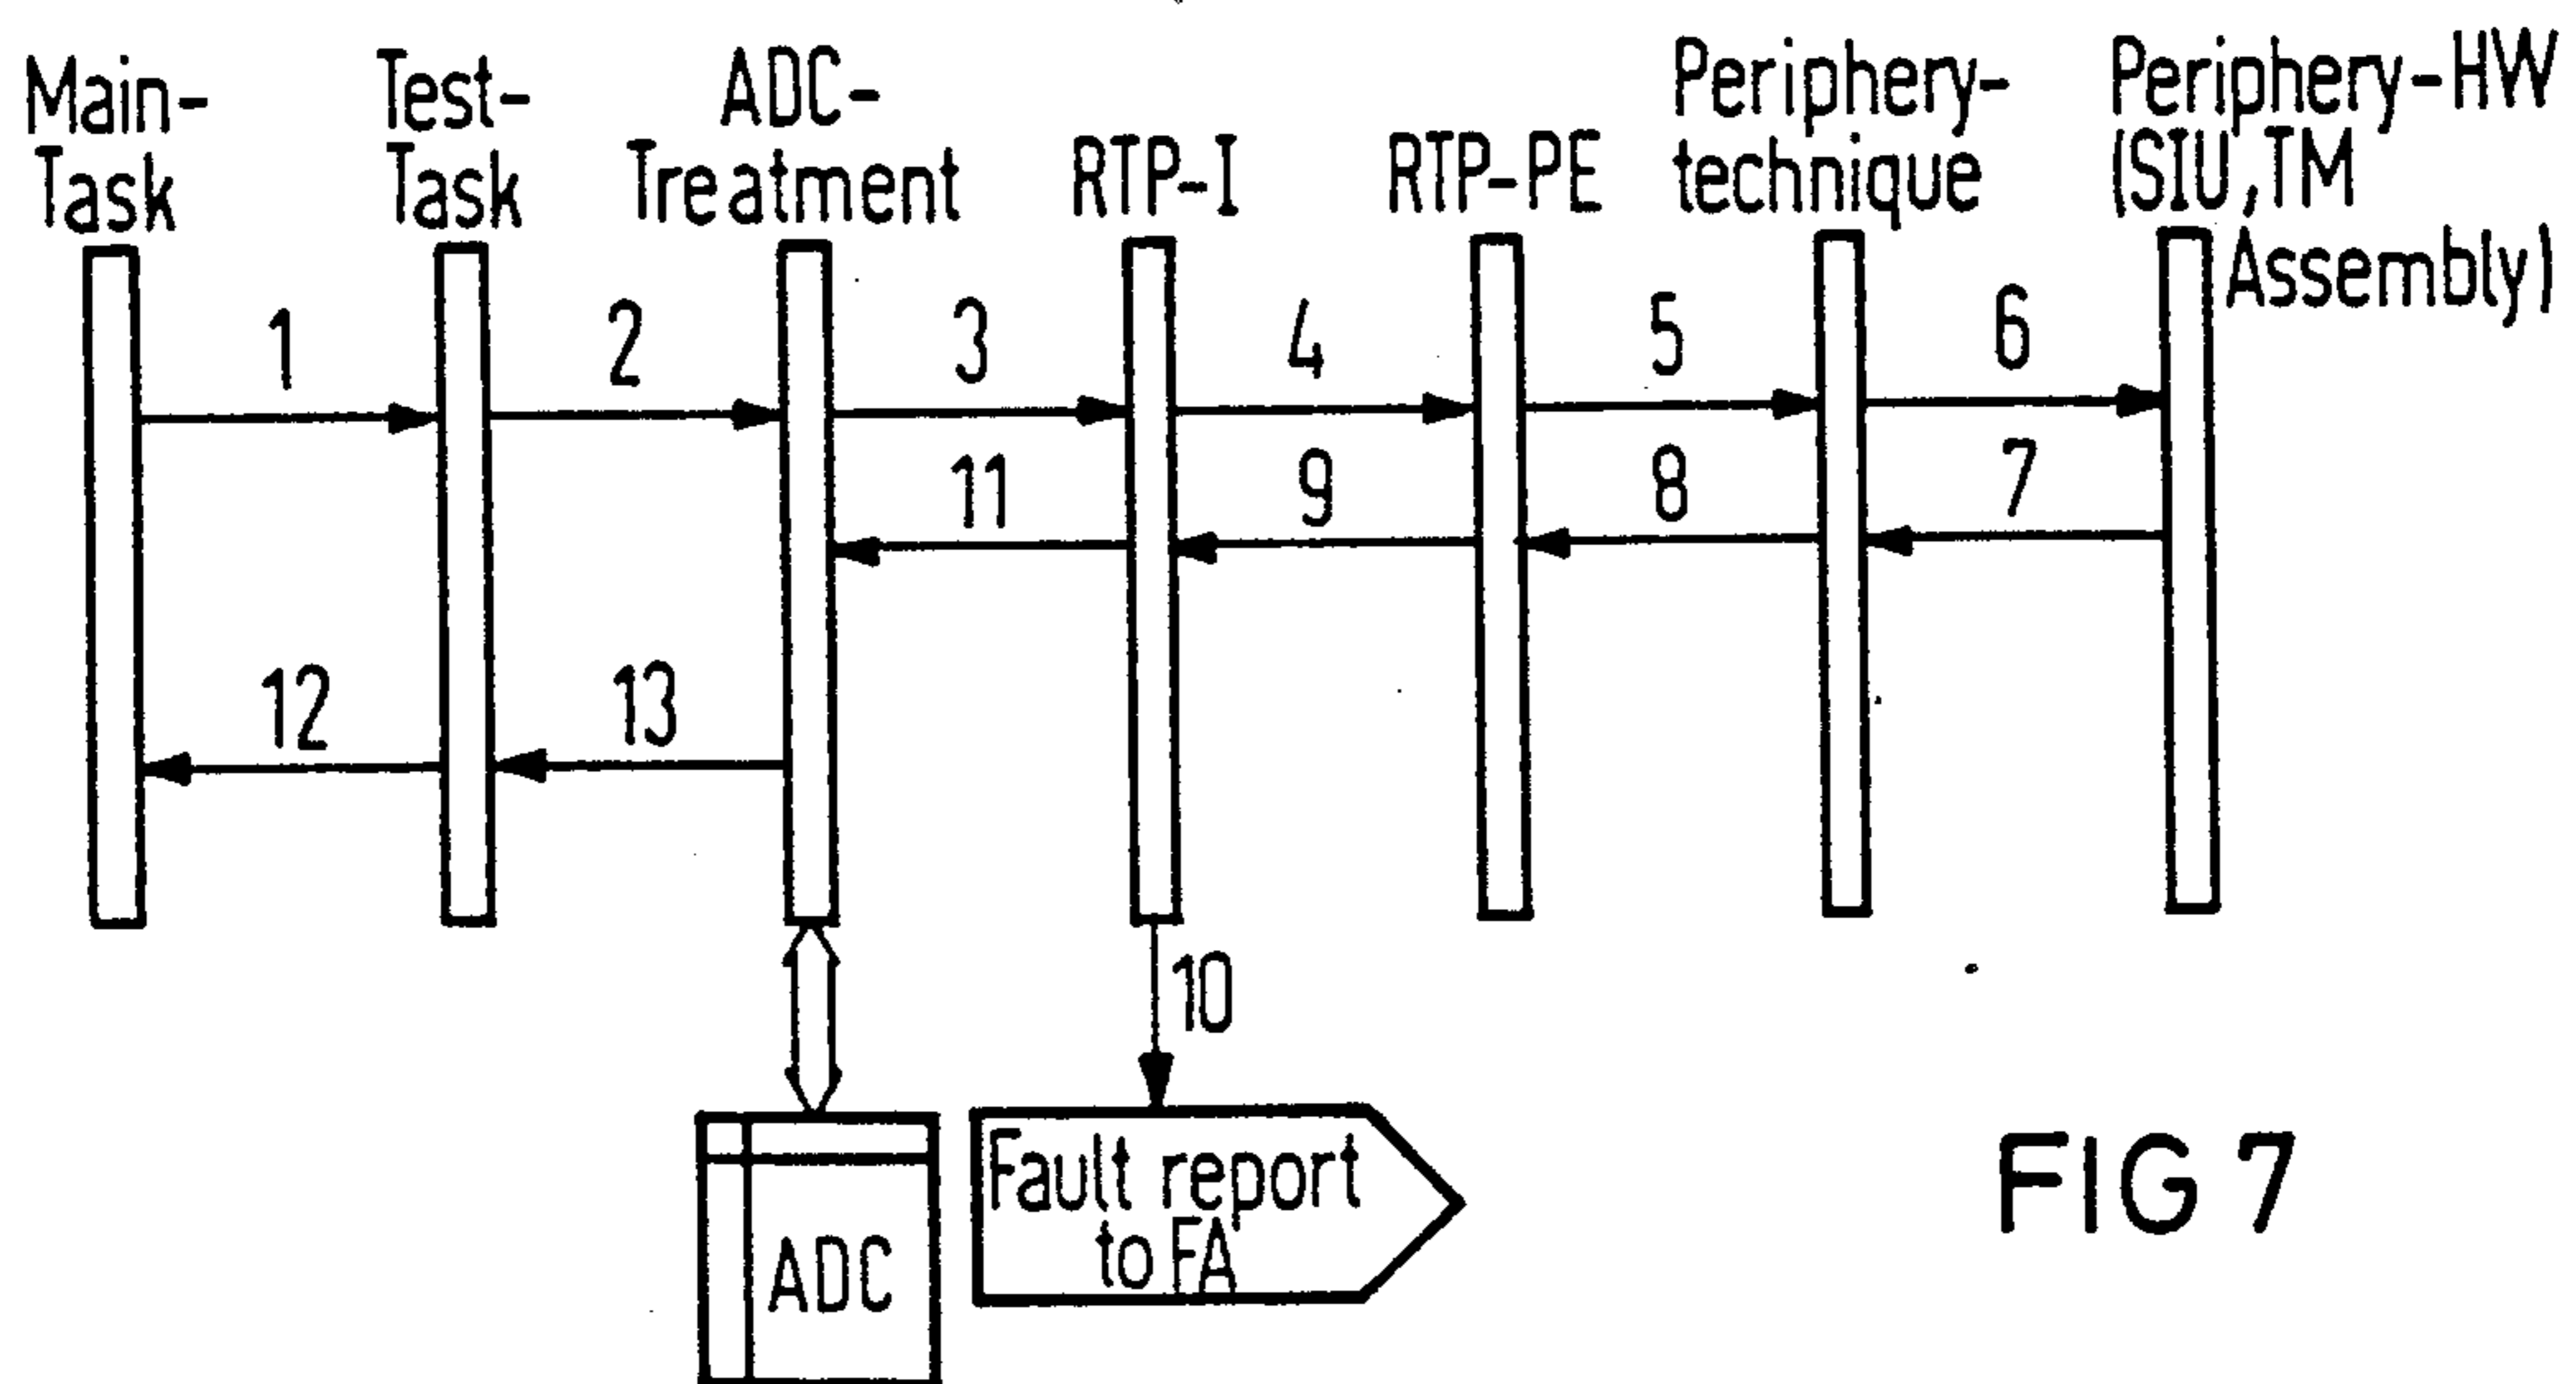 Main-
Task
Test-
Task
ADC-
Treatment
RTP-I
RTP-PE
Periphery-
technique
Periphery-HW
(SIU,TM
Assembly)
1
2
3
4
5
6
11
9
8
7
12
13
10
ADC
Fault report
to FA
FIG 7